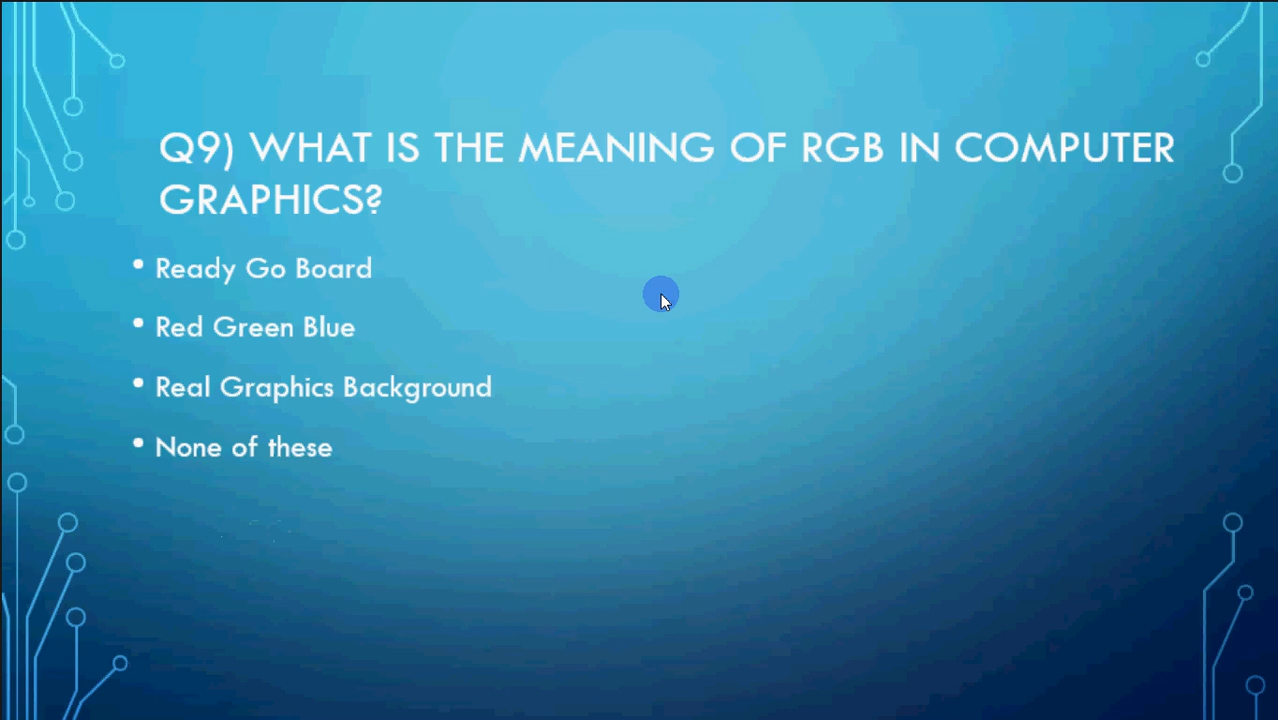 Q9) WHAT IS THE MEANING OF RGB IN COMPUTER
GRAPHICS?
• Ready Go Board
• Red Green Blue
• Real Graphics Background
• None of these